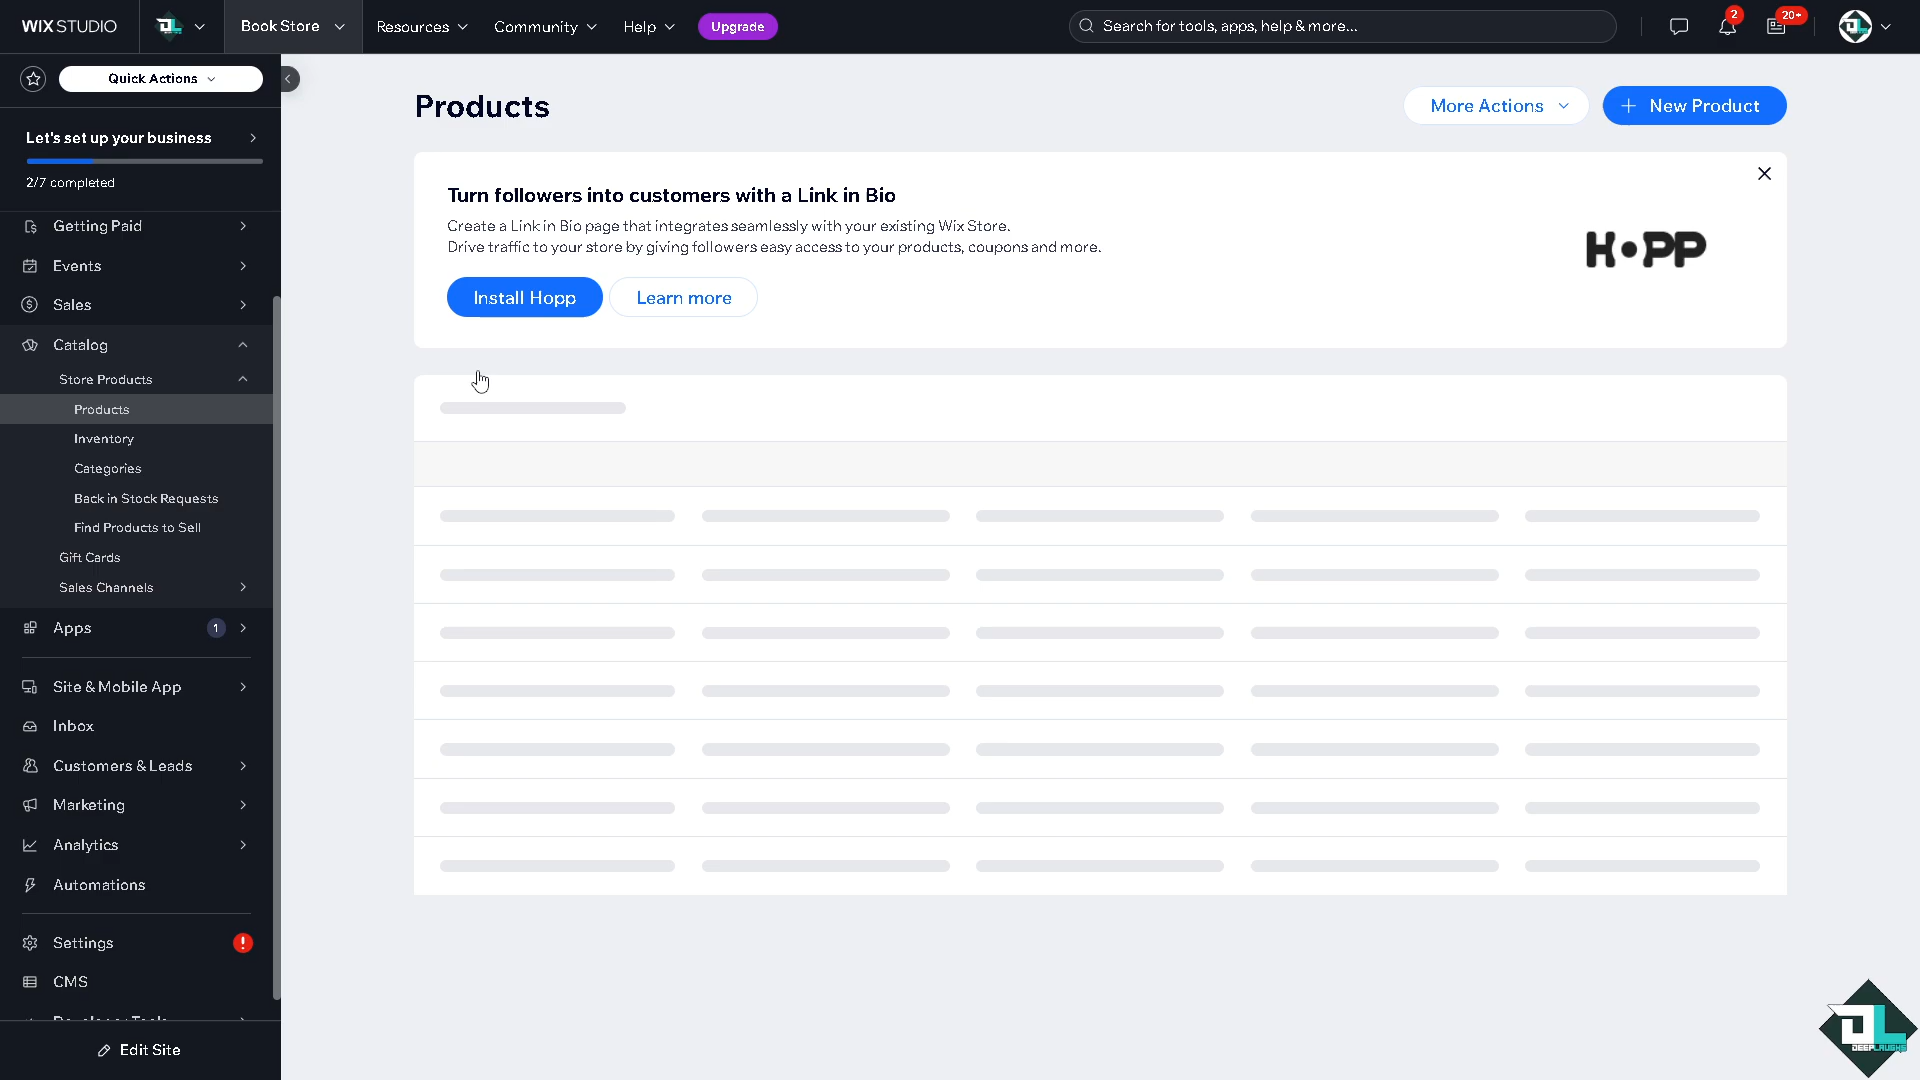 WIX STUDIO
Book Store
Resources
Community
Help
Upgrade
Search for tools, apps, help & more...
2
20+
Quick Actions
Let's set up your business
2/7 completed
Getting Paid
Events
Sales
Catalog
Store Products
Products
Inventory
Categories
Back in Stock Requests
Find Products to Sell
Gift Cards
Sales Channels
Apps
1
Site & Mobile App
Inbox
Customers & Leads
Marketing
Analytics
Automations
Settings
CMS
Developer Tools
Edit Site
Products
More Actions
New Product
Turn followers into customers with a Link in Bio
Create a Link in Bio page that integrates seamlessly with your existing Wix Store.
Drive traffic to your store by giving followers easy access to your products, coupons and more.
Install Hopp
Learn more
HOPP
DL
DEEPLAUGHS